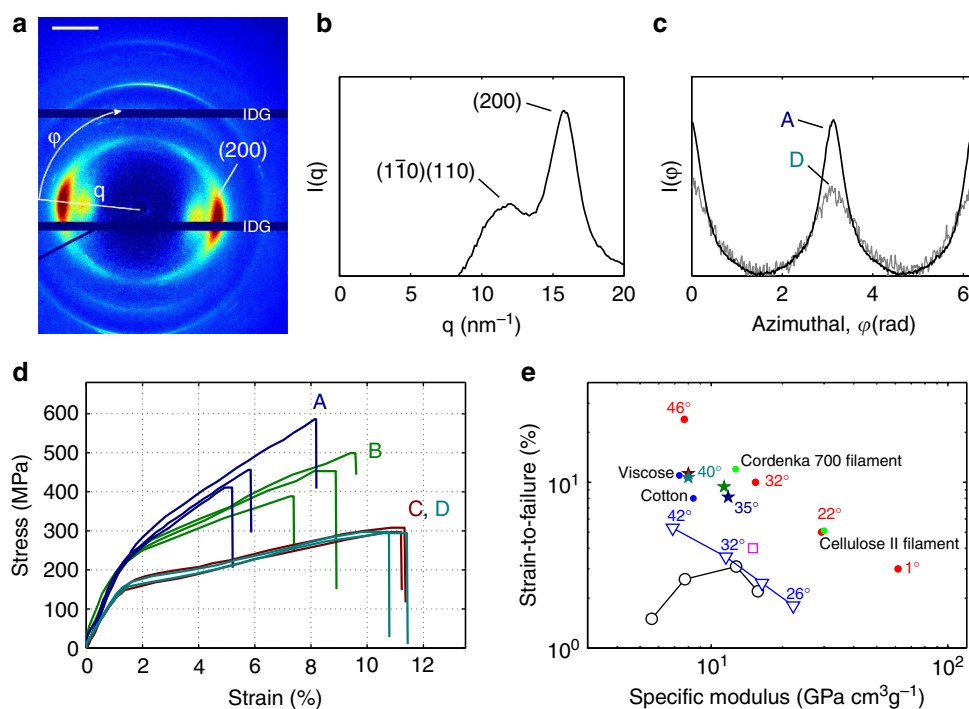 a
IDG
φ
(200)
q
IDG
b
I(q)
(200)
(11̅0)(110)
0 5 10 15 20
q (nm⁻¹)
c
I(φ)
A
D
0 2 4 6
Azimuthal, φ(rad)
d
Stress (MPa)
600
500
400
300
200
100
0
A
B
C, D
0 2 4 6 8 10 12
Strain (%)
e
Strain-to-failure (%)
10¹
10⁰
46°
Viscose
40°
Cordenka 700 filament
32°
Cotton
35°
42°
22°
32°
Cellulose II filament
26°
1°
10¹ 10²
Specific modulus (GPa cm³g⁻¹)